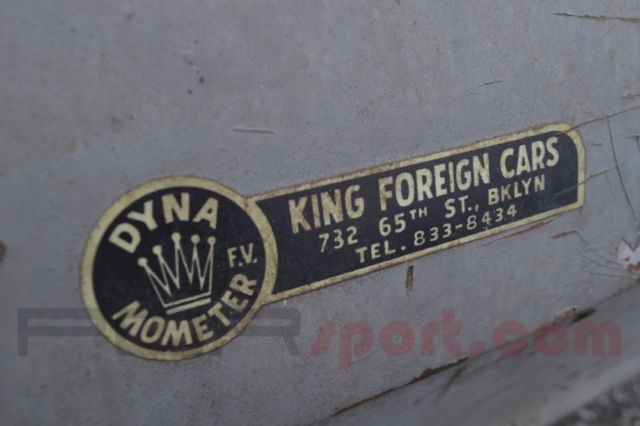 DYNA
F.V.
MOMETER
KING FOREIGN CARS
732 65TH ST., BKLYN
TEL. 833-8434
sport.com